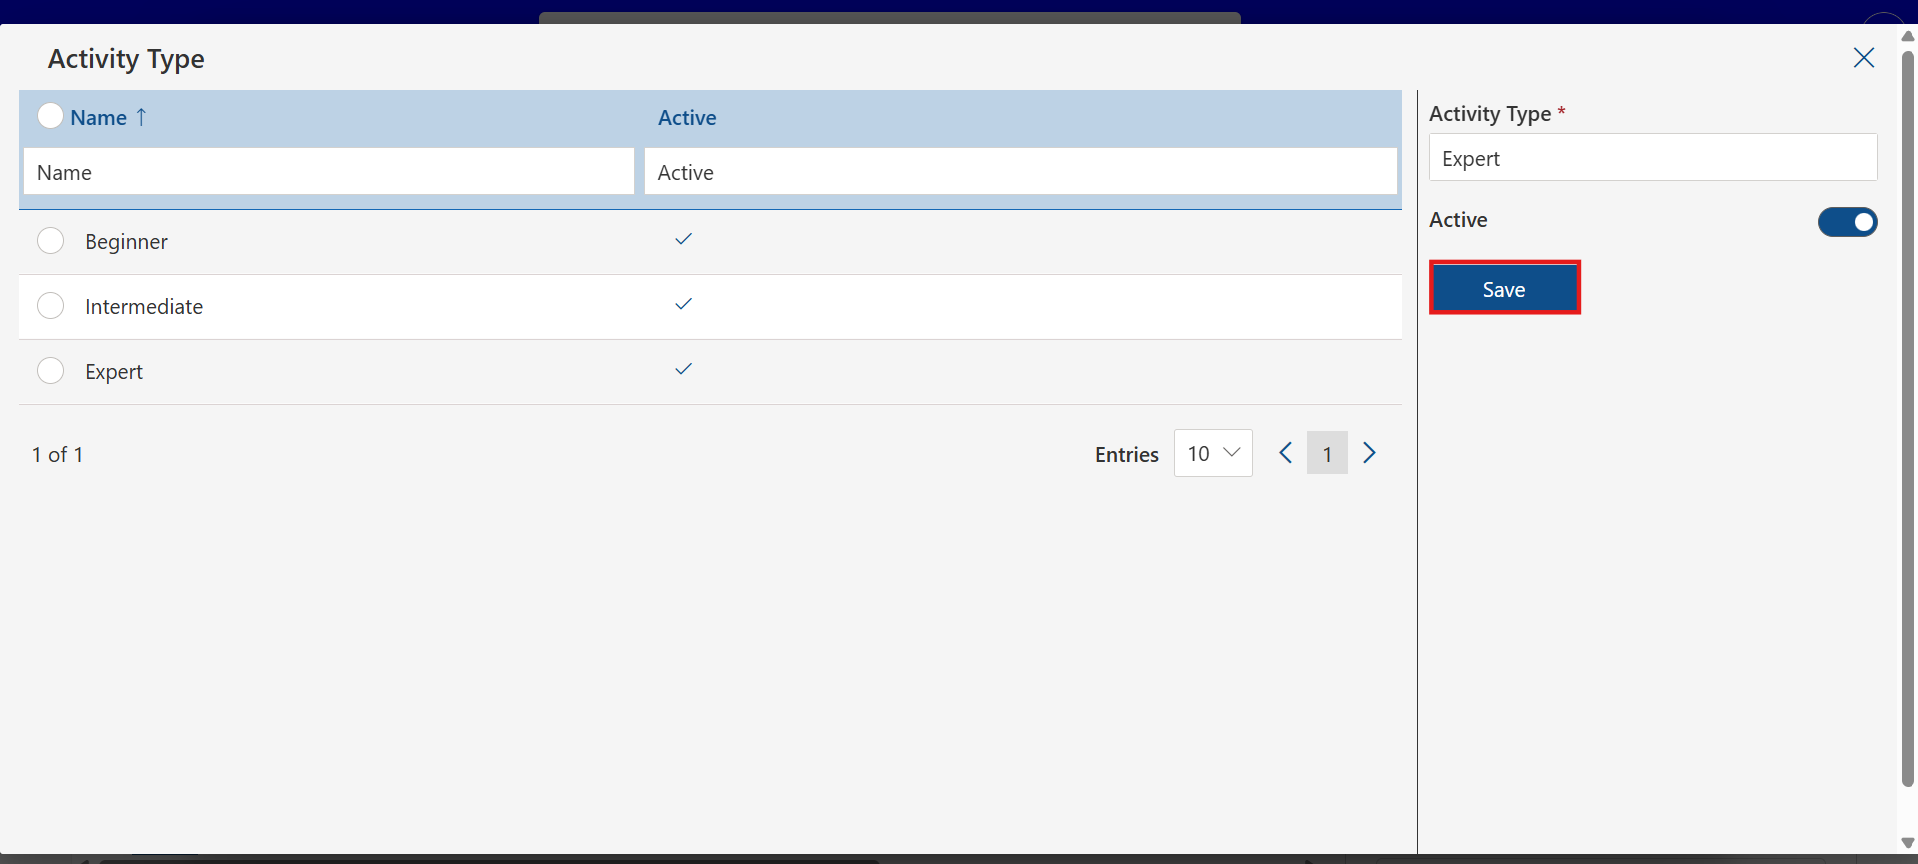 Activity Type
Name ↑ Active
Name Active
Beginner
Intermediate
Expert
1 of 1 Entries 10 1
Activity Type *
Expert
Active
Save